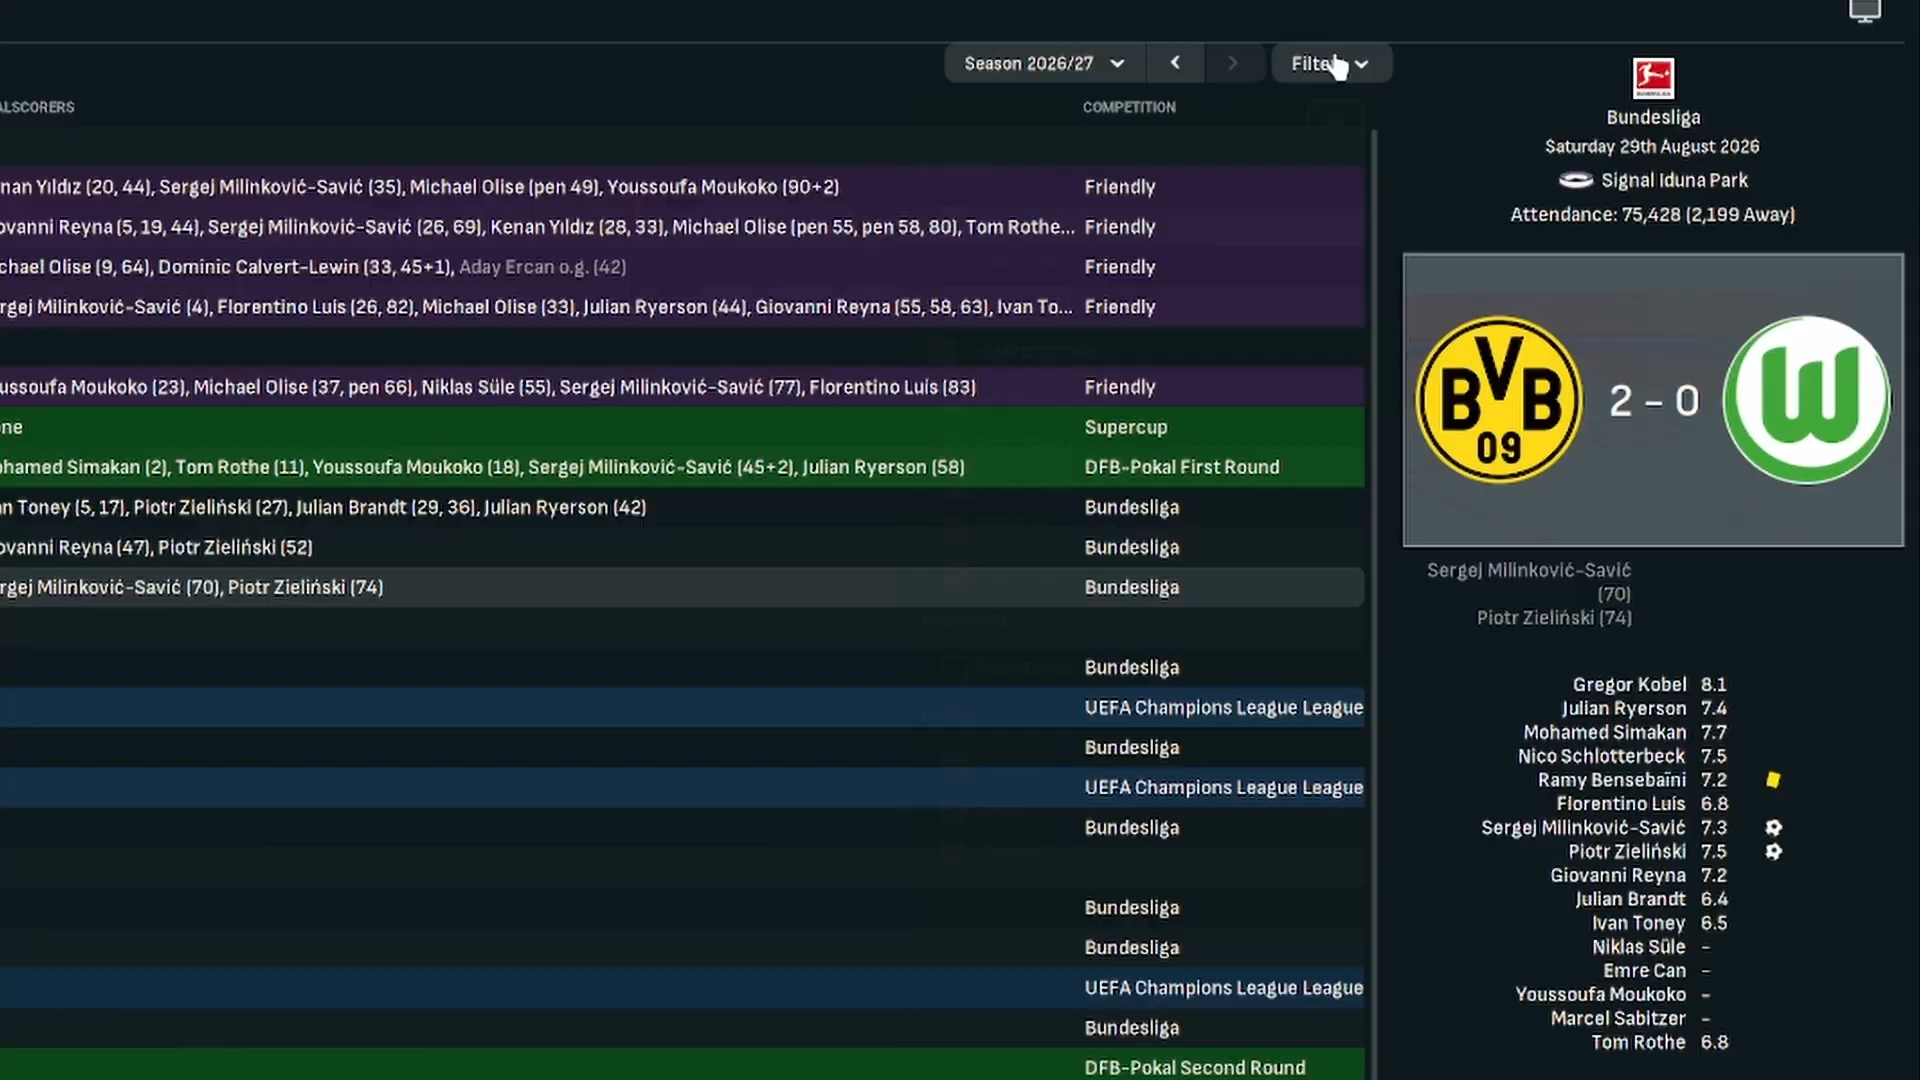 Season 2026/27
Filter
ALSCORERS
COMPETITION
nan Yıldız (20, 44), Sergej Milinković-Savić (35), Michael Olise (pen 49), Youssoufa Moukoko (90+2) Friendly
ovanni Reyna (5, 19, 44), Sergej Milinković-Savić (26, 69), Kenan Yıldız (28, 33), Michael Olise (pen 55, pen 58, 80), Tom Rothe... Friendly
chael Olise (9, 64), Dominic Calvert-Lewin (33, 45+1), Aday Ercan o.g. (42) Friendly
rgej Milinković-Savić (4), Florentino Luís (26, 82), Michael Olise (33), Julian Ryerson (44), Giovanni Reyna (55, 58, 63), Ivan To... Friendly
ussoufa Moukoko (23), Michael Olise (37, pen 66), Niklas Süle (55), Sergej Milinković-Savić (77), Florentino Luís (83) Friendly
ne Supercup
ohamed Simakan (2), Tom Rothe (11), Youssoufa Moukoko (18), Sergej Milinković-Savić (45+2), Julian Ryerson (58) DFB-Pokal First Round
n Toney (5, 17), Piotr Zieliński (27), Julian Brandt (29, 36), Julian Ryerson (42) Bundesliga
ovanni Reyna (47), Piotr Zieliński (52) Bundesliga
rgej Milinković-Savić (70), Piotr Zieliński (74) Bundesliga
Bundesliga
UEFA Champions League League
Bundesliga
UEFA Champions League League
Bundesliga
Bundesliga
Bundesliga
UEFA Champions League League
Bundesliga
DFB-Pokal Second Round
Bundesliga
Saturday 29th August 2026
Signal Iduna Park
Attendance: 75,428 (2,199 Away)
BVB
09
2 - 0
W
Sergej Milinković-Savić
(70)
Piotr Zieliński (74)
Gregor Kobel 8.1
Julian Ryerson 7.4
Mohamed Simakan 7.7
Nico Schlotterbeck 7.5
Ramy Bensebaïni 7.2
Florentino Luís 6.8
Sergej Milinković-Savić 7.3
Piotr Zieliński 7.5
Giovanni Reyna 7.2
Julian Brandt 6.4
Ivan Toney 6.5
Niklas Süle -
Emre Can -
Youssoufa Moukoko -
Marcel Sabitzer -
Tom Rothe 6.8